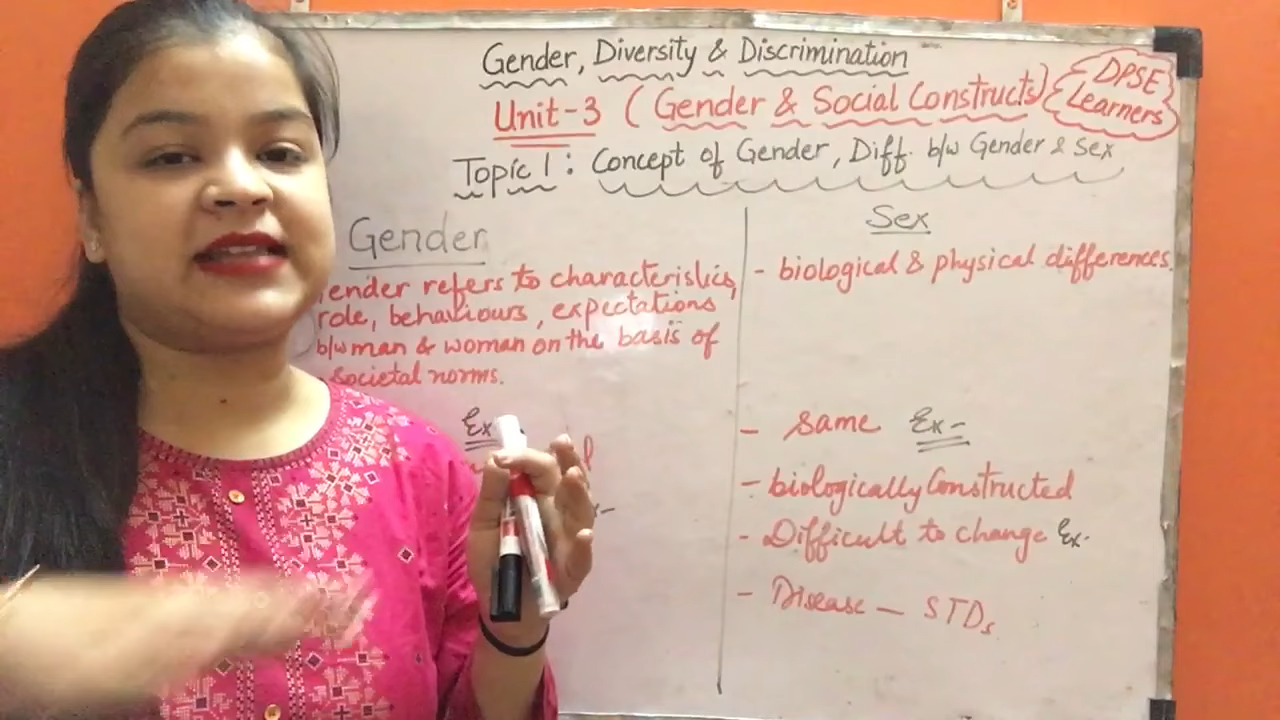 Gender, Diversity & Discrimination
Unit-3 (Gender & Social Constructs)
DPSE
Learners
Topic 1: Concept of Gender, Diff. b/w Gender & Sex
Gender
ender refers to characteristics,
role, behaviours, expectations
b/w man & woman on the basis of
societal norms.
Ex
Sex
- biological & physical differences.
- same Ex-
- biologically Constructed
- Difficult to change Ex-
- Disease - STDs